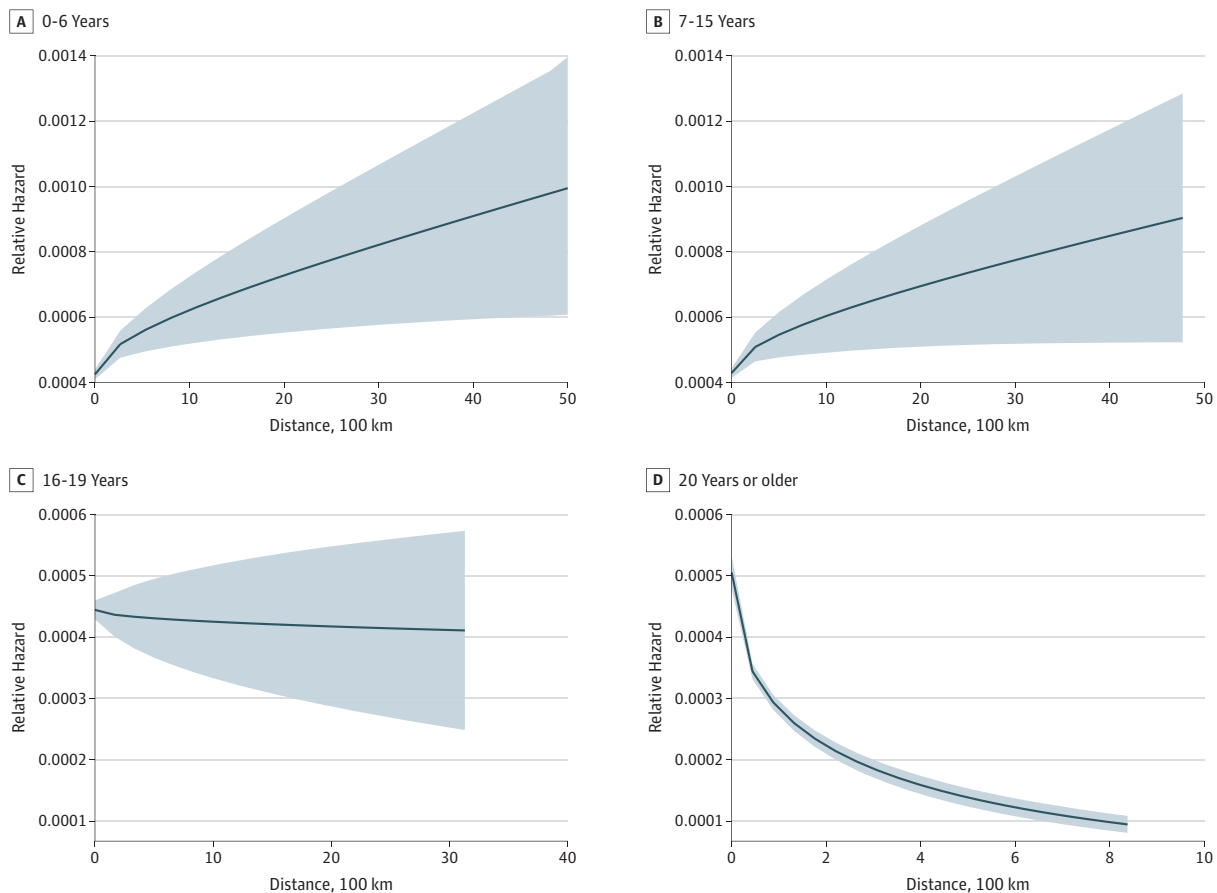 A 0-6 Years
0.0014
0.0012
0.0010
0.0008
0.0006
0.0004
Relative Hazard
0 10 20 30 40 50
Distance, 100 km
B 7-15 Years
0.0014
0.0012
0.0010
0.0008
0.0006
0.0004
Relative Hazard
0 10 20 30 40 50
Distance, 100 km
C 16-19 Years
0.0006
0.0005
0.0004
0.0003
0.0002
0.0001
Relative Hazard
0 10 20 30 40
Distance, 100 km
D 20 Years or older
0.0006
0.0005
0.0004
0.0003
0.0002
0.0001
Relative Hazard
0 2 4 6 8 10
Distance, 100 km